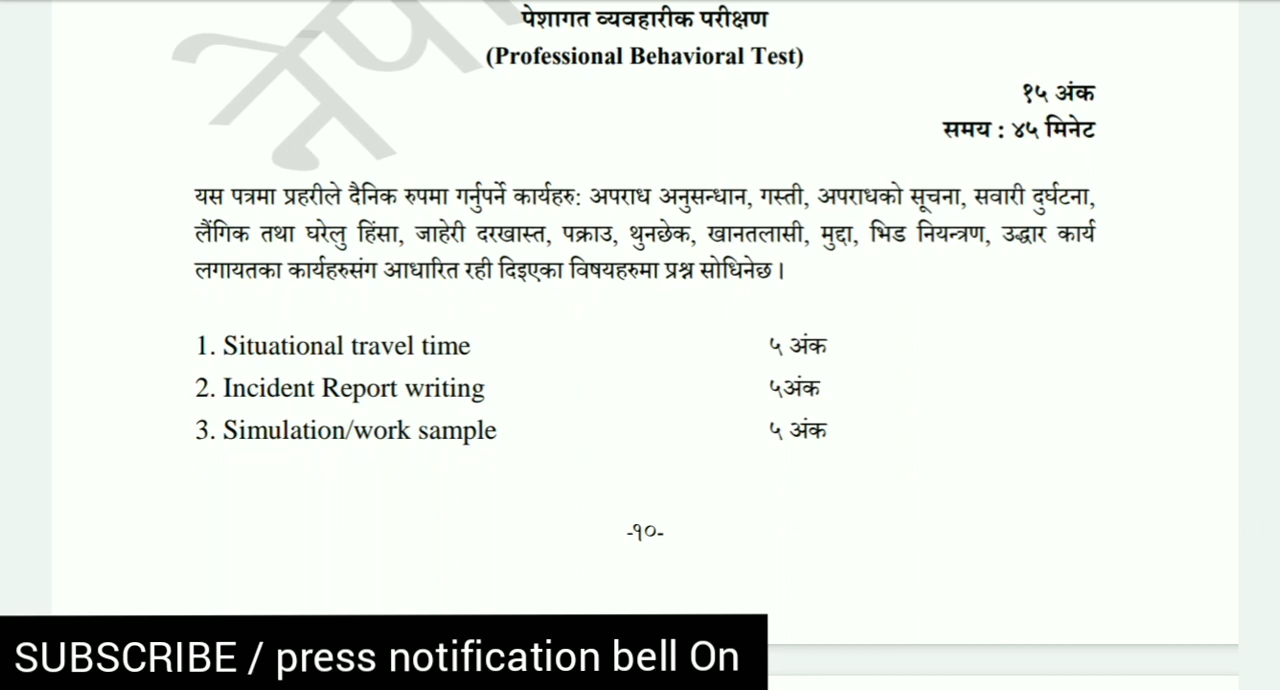 पेशागत व्यवहारीक परीक्षण
(Professional Behavioral Test)
१५ अंक
समय : ४५ मिनेट
यस पत्रमा प्रहरीले दैनिक रुपमा गर्नुपर्ने कार्यहरु: अपराध अनुसन्धान, गस्ती, अपराधको सूचना, सवारी दुर्घटना,
लैंगिक तथा घरेलु हिंसा, जाहेरी दरखास्त, पक्राउ, थुनछेक, खानतलासी, मुद्दा, भिड नियन्त्रण, उद्धार कार्य
लगायतका कार्यहरुसंग आधारित रही दिइएका विषयहरुमा प्रश्न सोधिनेछ ।
1. Situational travel time ५ अंक
2. Incident Report writing ५अंक
3. Simulation/work sample ५ अंक
-१०-
SUBSCRIBE / press notification bell On